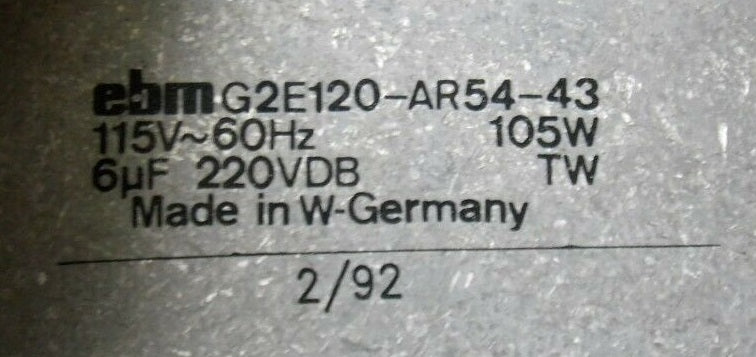 ebm G2E120-AR54-43
115V~60Hz 105W
6µF 220VDB TW
Made in W-Germany
2/92